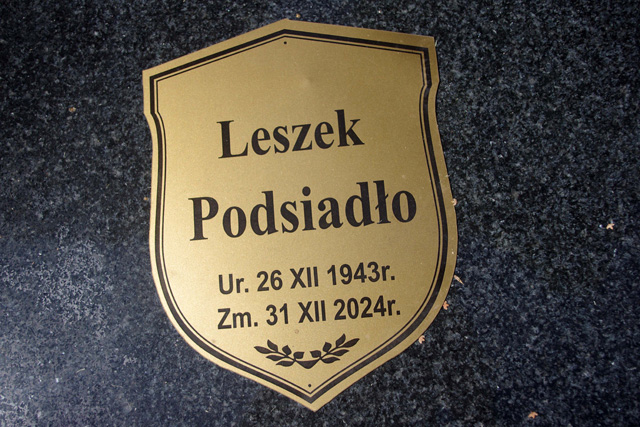 Leszek
Podsiadło
Ur. 26 XII 1943r.
Zm. 31 XII 2024r.